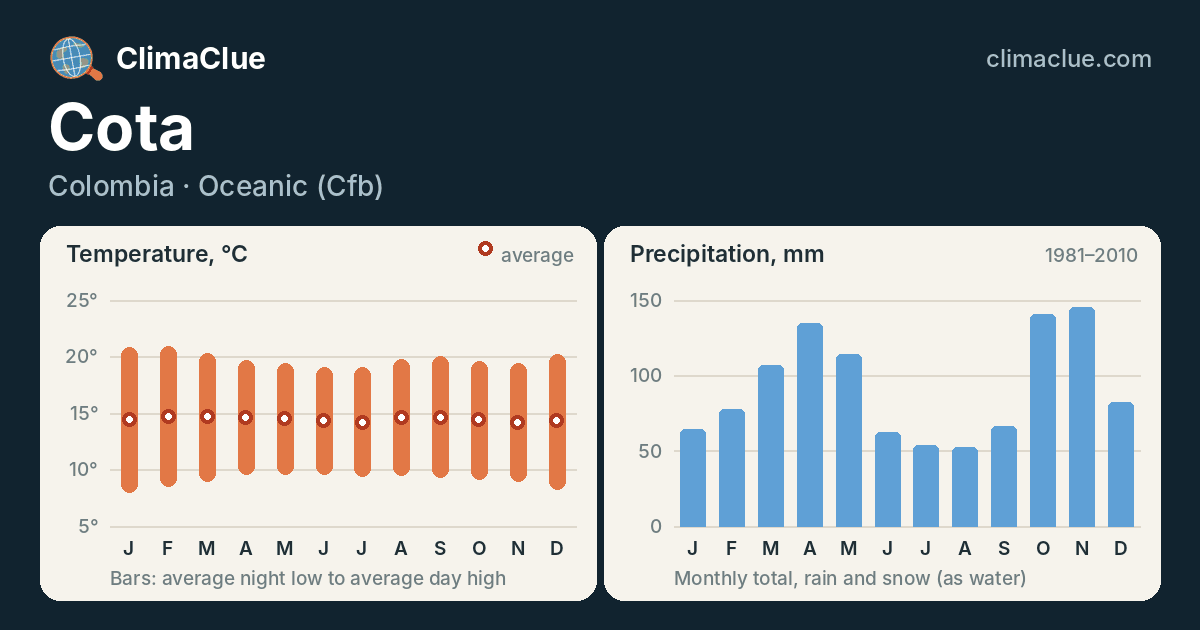 ClimaClue
climaclue.com
Cota
Colombia · Oceanic (Cfb)
Temperature, °C
average
25°
20°
15°
10°
5°
J F M A M J J A S O N D
Bars: average night low to average day high
Precipitation, mm
1981–2010
150
100
50
0
J F M A M J J A S O N D
Monthly total, rain and snow (as water)